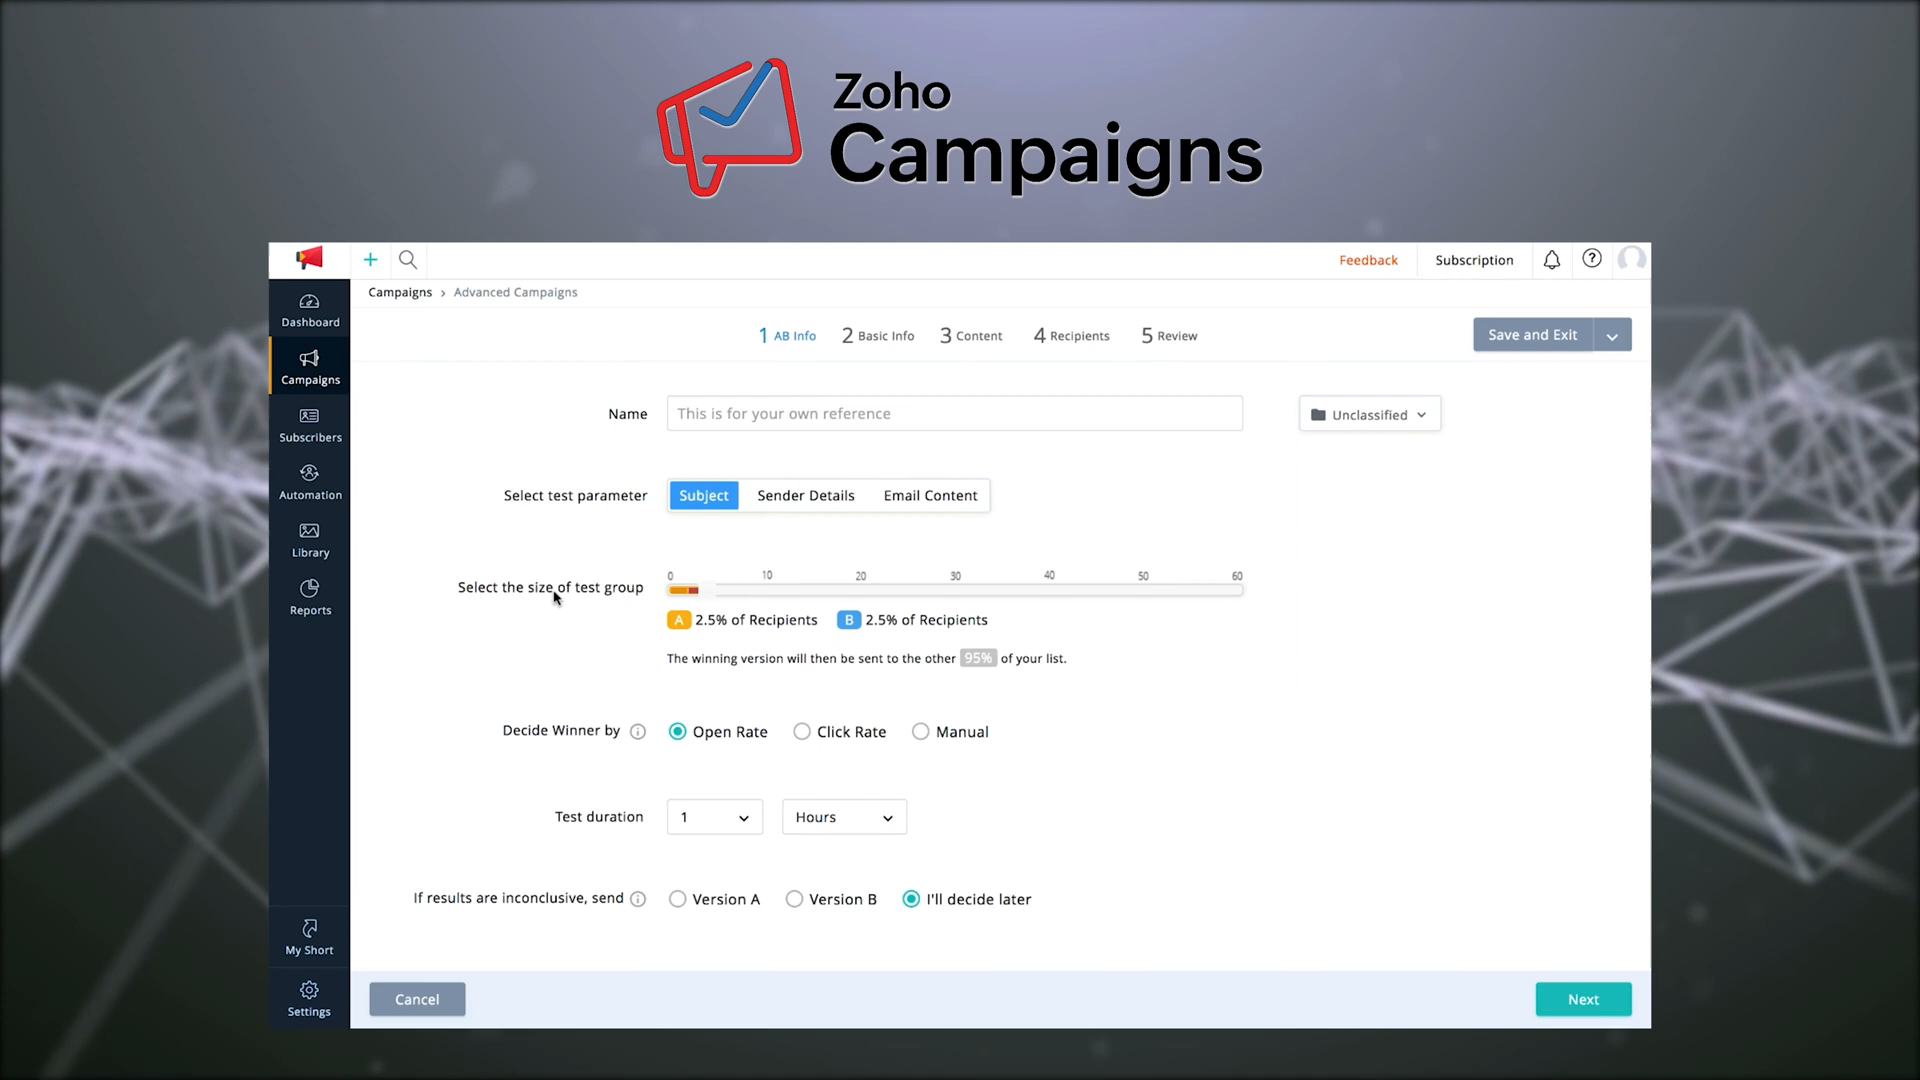 Zoho
Campaigns
Feedback
Subscription
Campaigns › Advanced Campaigns
Dashboard
Campaigns
Subscribers
Automation
Library
Reports
My Short
Settings
1 AB Info 2 Basic Info 3 Content 4 Recipients 5 Review
Save and Exit
Name This is for your own reference Unclassified
Select test parameter Subject Sender Details Email Content
0 10 20 30 40 50 60
Select the size of test group
A 2.5% of Recipients B 2.5% of Recipients
The winning version will then be sent to the other 95% of your list.
Decide Winner by Open Rate Click Rate Manual
Test duration 1 Hours
If results are inconclusive, send Version A Version B I'll decide later
Cancel Next